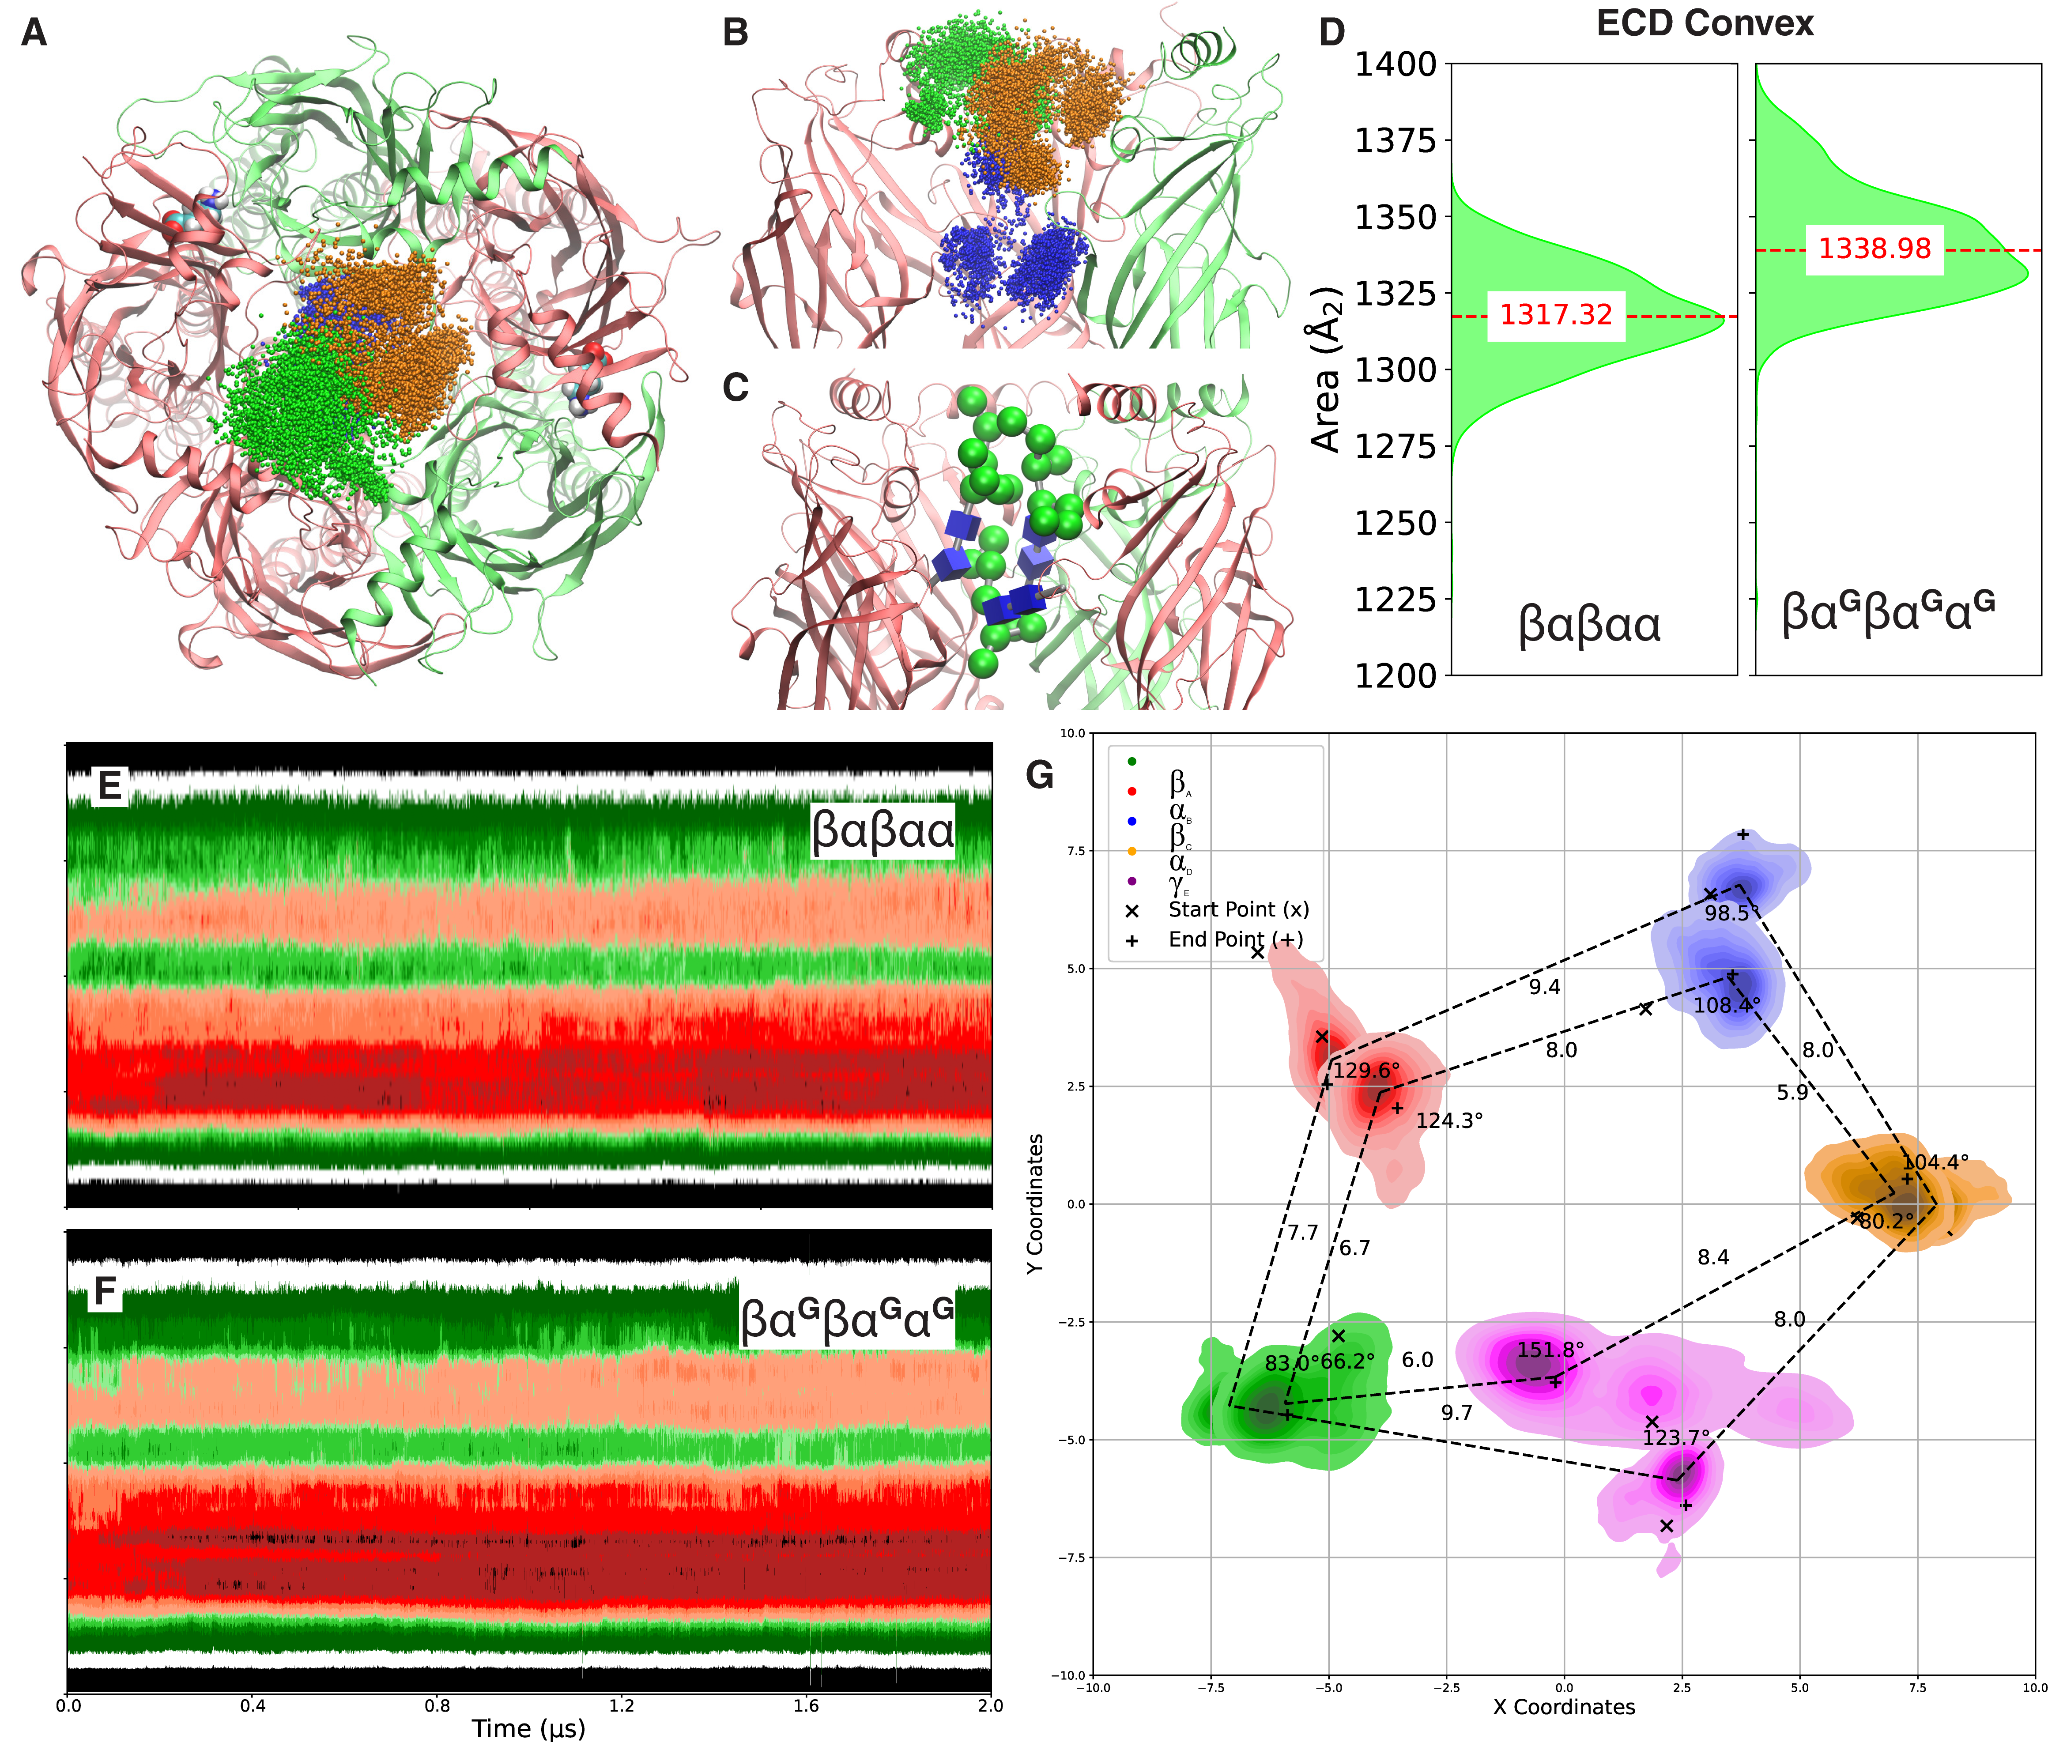 A
B
C
D
ECD Convex
1400
1375
1350
1325
1300
1275
1250
1225
1200
Area (Å2)
1317.32
1338.98
βαβαα
βαGβαGαG
E
βαβαα
F
βαGβαGαG
0.0 0.4 0.8 1.2 1.6 2.0
Time (μs)
G
βA
αB
βC
αD
γE
Start Point (x)
End Point (+)
10.0
7.5
5.0
2.5
0.0
−2.5
−5.0
−7.5
−10.0
Y Coordinates
98.5°
9.4
108.4°
8.0
8.0
129.6°
5.9
124.3°
104.4°
80.2°
7.7
6.7
8.4
8.0
83.0°
66.2°
6.0
151.8°
9.7
123.7°
−10.0 −7.5 −5.0 −2.5 0.0 2.5 5.0 7.5 10.0
X Coordinates